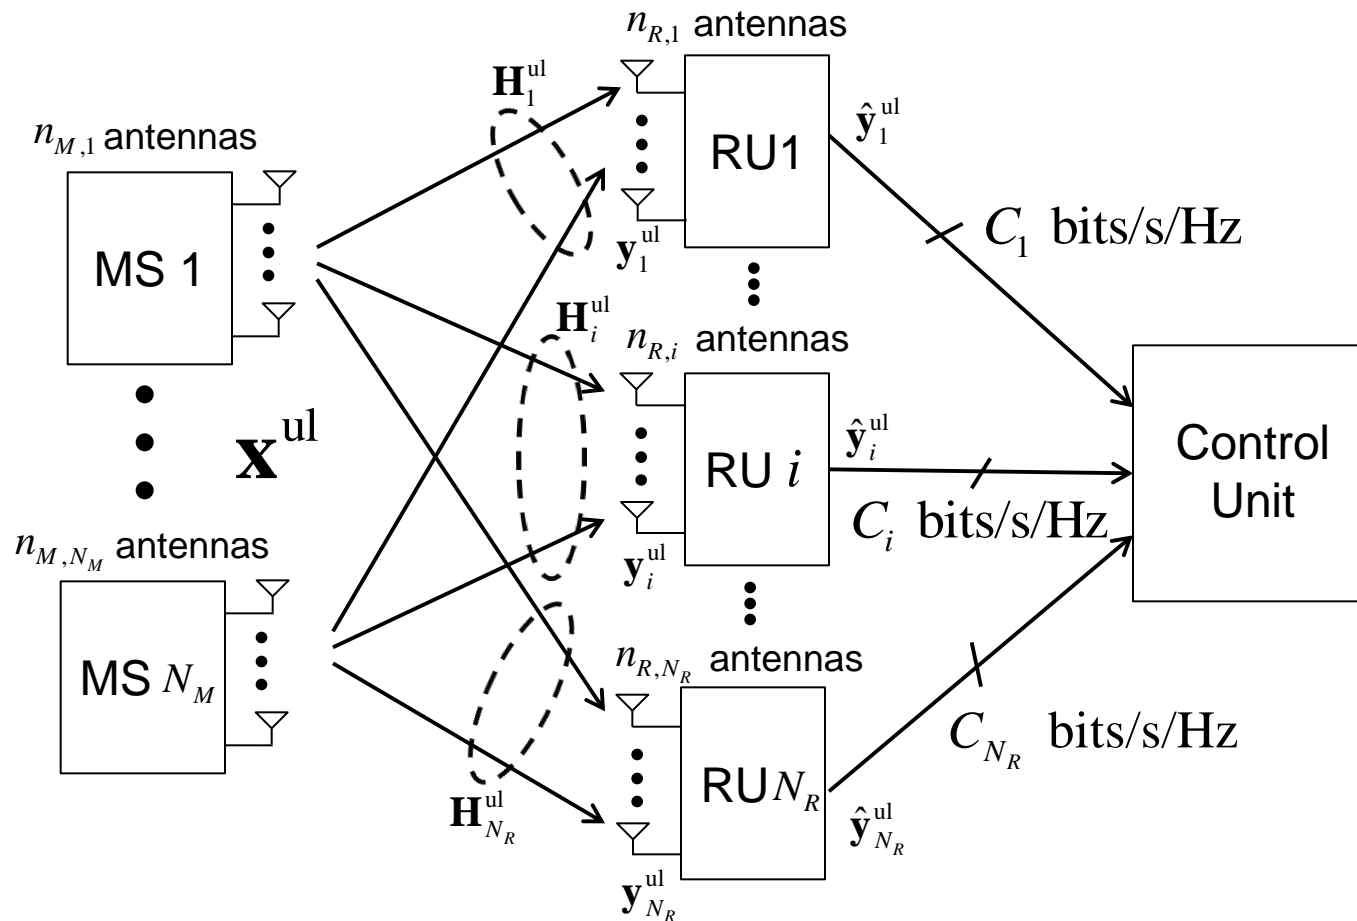 n_{M,1} antennas
MS 1
x^{ul}
n_{M,N_M} antennas
MS N_M
H_1^{ul}
H_i^{ul}
H_{N_R}^{ul}
n_{R,1} antennas
RU1
y_1^{ul}
n_{R,i} antennas
RU i
y_i^{ul}
n_{R,N_R} antennas
RU N_R
y_{N_R}^{ul}
ŷ_1^{ul}
C_1 bits/s/Hz
ŷ_i^{ul}
C_i bits/s/Hz
C_{N_R} bits/s/Hz
ŷ_{N_R}^{ul}
Control
Unit